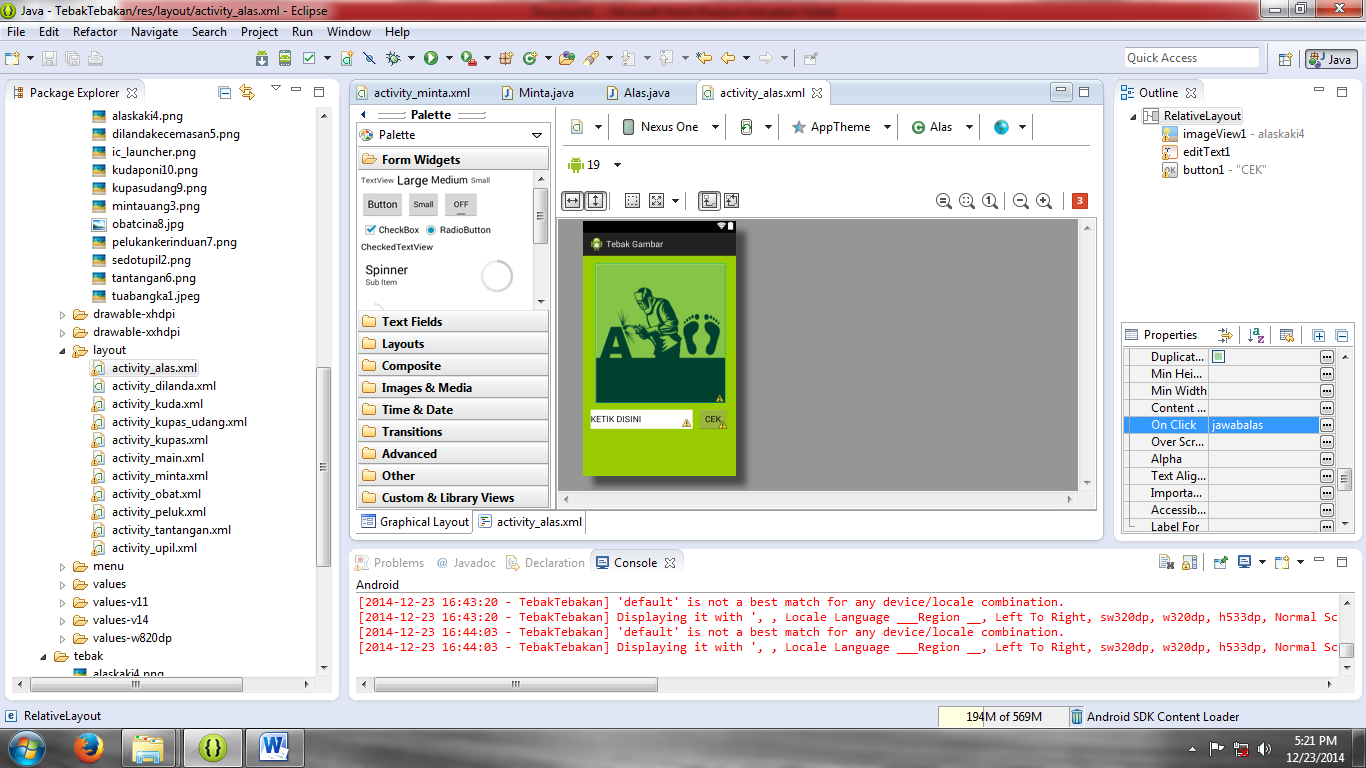 Java - TebakTebakan/res/layout/activity_alas.xml - Eclipse
File Edit Refactor Navigate Search Project Run Window Help
Quick Access
Java
Package Explorer
alaskaki4.png
dilandakecemasan5.png
ic_launcher.png
kudaponi10.png
kupasudang9.png
mintauang3.png
obatcina8.jpg
pelukankerinduan7.png
sedotupil2.png
tantangan6.png
tuabangka1.jpeg
drawable-xhdpi
drawable-xxhdpi
layout
activity_alas.xml
activity_dilanda.xml
activity_kuda.xml
activity_kupas_udang.xml
activity_kupas.xml
activity_main.xml
activity_minta.xml
activity_obat.xml
activity_peluk.xml
activity_tantangan.xml
activity_upil.xml
menu
values
values-v11
values-v14
values-w820dp
tebak
alaskaki4.png
activity_minta.xml Minta.java Alas.java activity_alas.xml
Palette
Palette
Form Widgets
TextView Large Medium Small
Button Small OFF
CheckBox RadioButton
CheckedTextView
Spinner
Sub Item
Text Fields
Layouts
Composite
Images & Media
Time & Date
Transitions
Advanced
Other
Custom & Library Views
Nexus One AppTheme Alas
19
3
Tebak Gambar
A
KETIK DISINI CEK
Graphical Layout activity_alas.xml
Outline
RelativeLayout
imageView1 - alaskaki4
editText1
button1 - "CEK"
Properties
Duplicat...
Min Hei...
Min Width
Content ...
On Click jawabalas
Over Scr...
Alpha
Text Alig...
Importa...
Accessib...
Label For
Problems Javadoc Declaration Console
Android
[2014-12-23 16:43:20 - TebakTebakan] 'default' is not a best match for any device/locale combination.
[2014-12-23 16:43:20 - TebakTebakan] Displaying it with ', , Locale Language ___Region __, Left To Right, sw320dp, w320dp, h533dp, Normal Sc
[2014-12-23 16:44:03 - TebakTebakan] 'default' is not a best match for any device/locale combination.
[2014-12-23 16:44:03 - TebakTebakan] Displaying it with ', , Locale Language ___Region __, Left To Right, sw320dp, w320dp, h533dp, Normal Sc
RelativeLayout
194M of 569M
Android SDK Content Loader
5:21 PM
12/23/2014